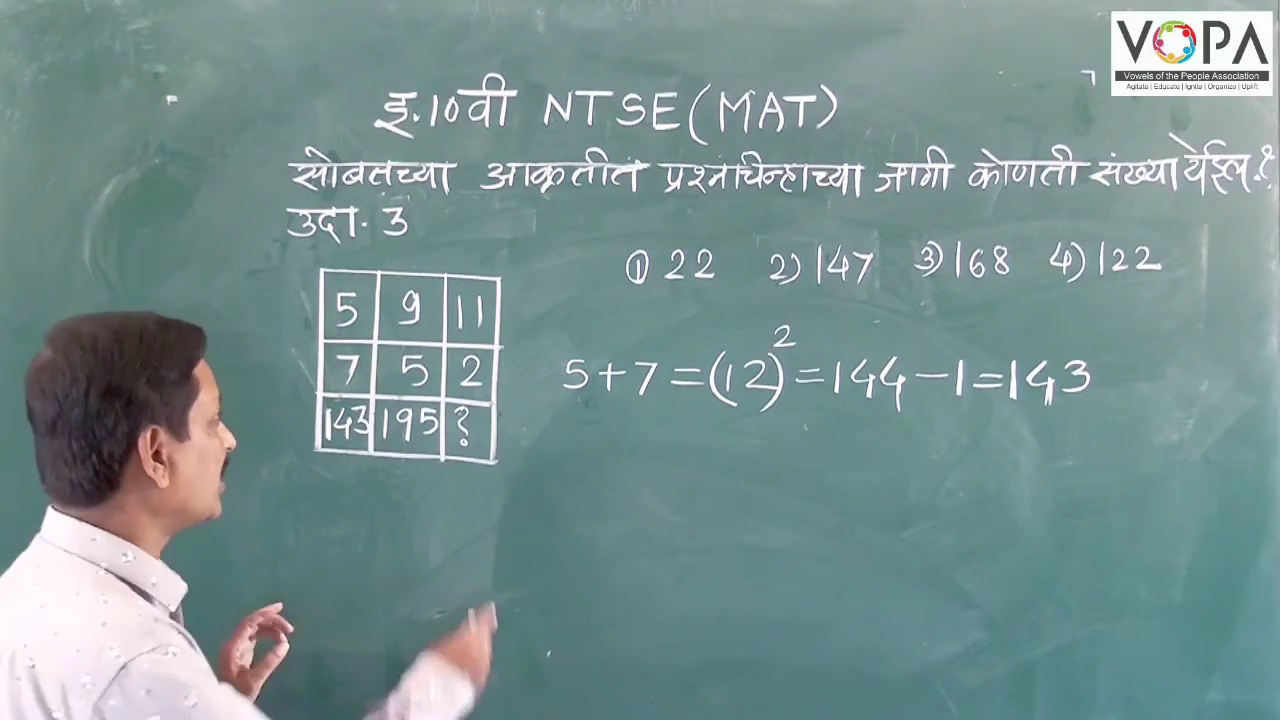 VOPA
Vowels of the People Association
Agitate | Educate | Ignite | Organize | Uplift
इ.10वी NTSE (MAT)
सोबतच्या आकृतीत प्रश्नचिन्हाच्या जागी कोणती संख्या येईल.?
उदा. 3
① 22 2) 147 3) 168 4) 122
5 9 11
7 5 2
143 195 ?
5+7=(12)²=144-1=143